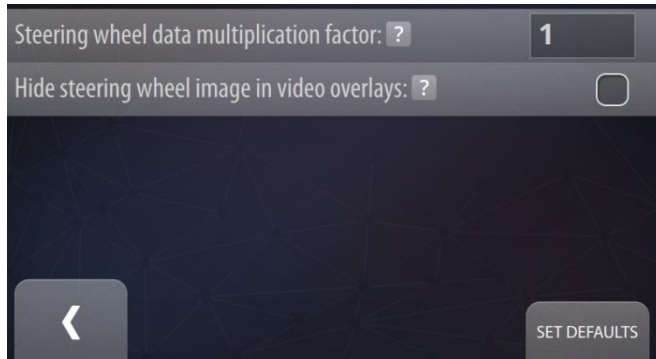 Steering wheel data multiplication factor: ? 1
Hide steering wheel image in video overlays: ?
SET DEFAULTS